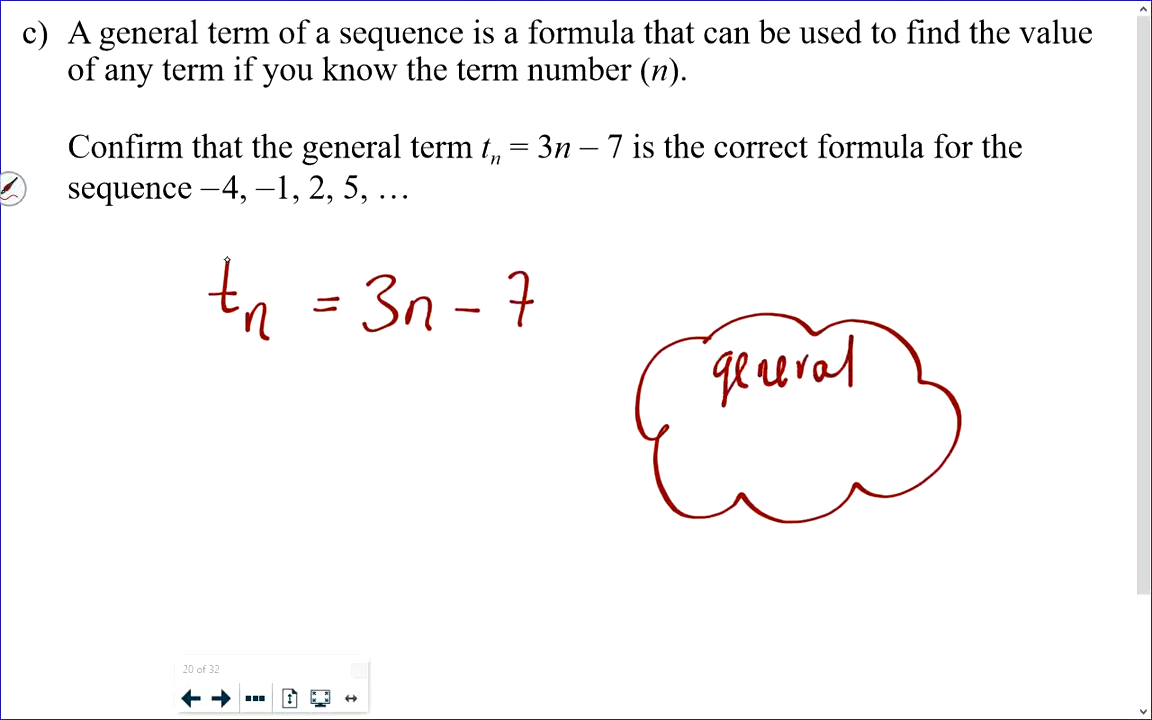 c) A general term of a sequence is a formula that can be used to find the value
of any term if you know the term number (n).
Confirm that the general term tₙ = 3n – 7 is the correct formula for the
sequence –4, –1, 2, 5, …
tₙ = 3n - 7
general
20 of 32